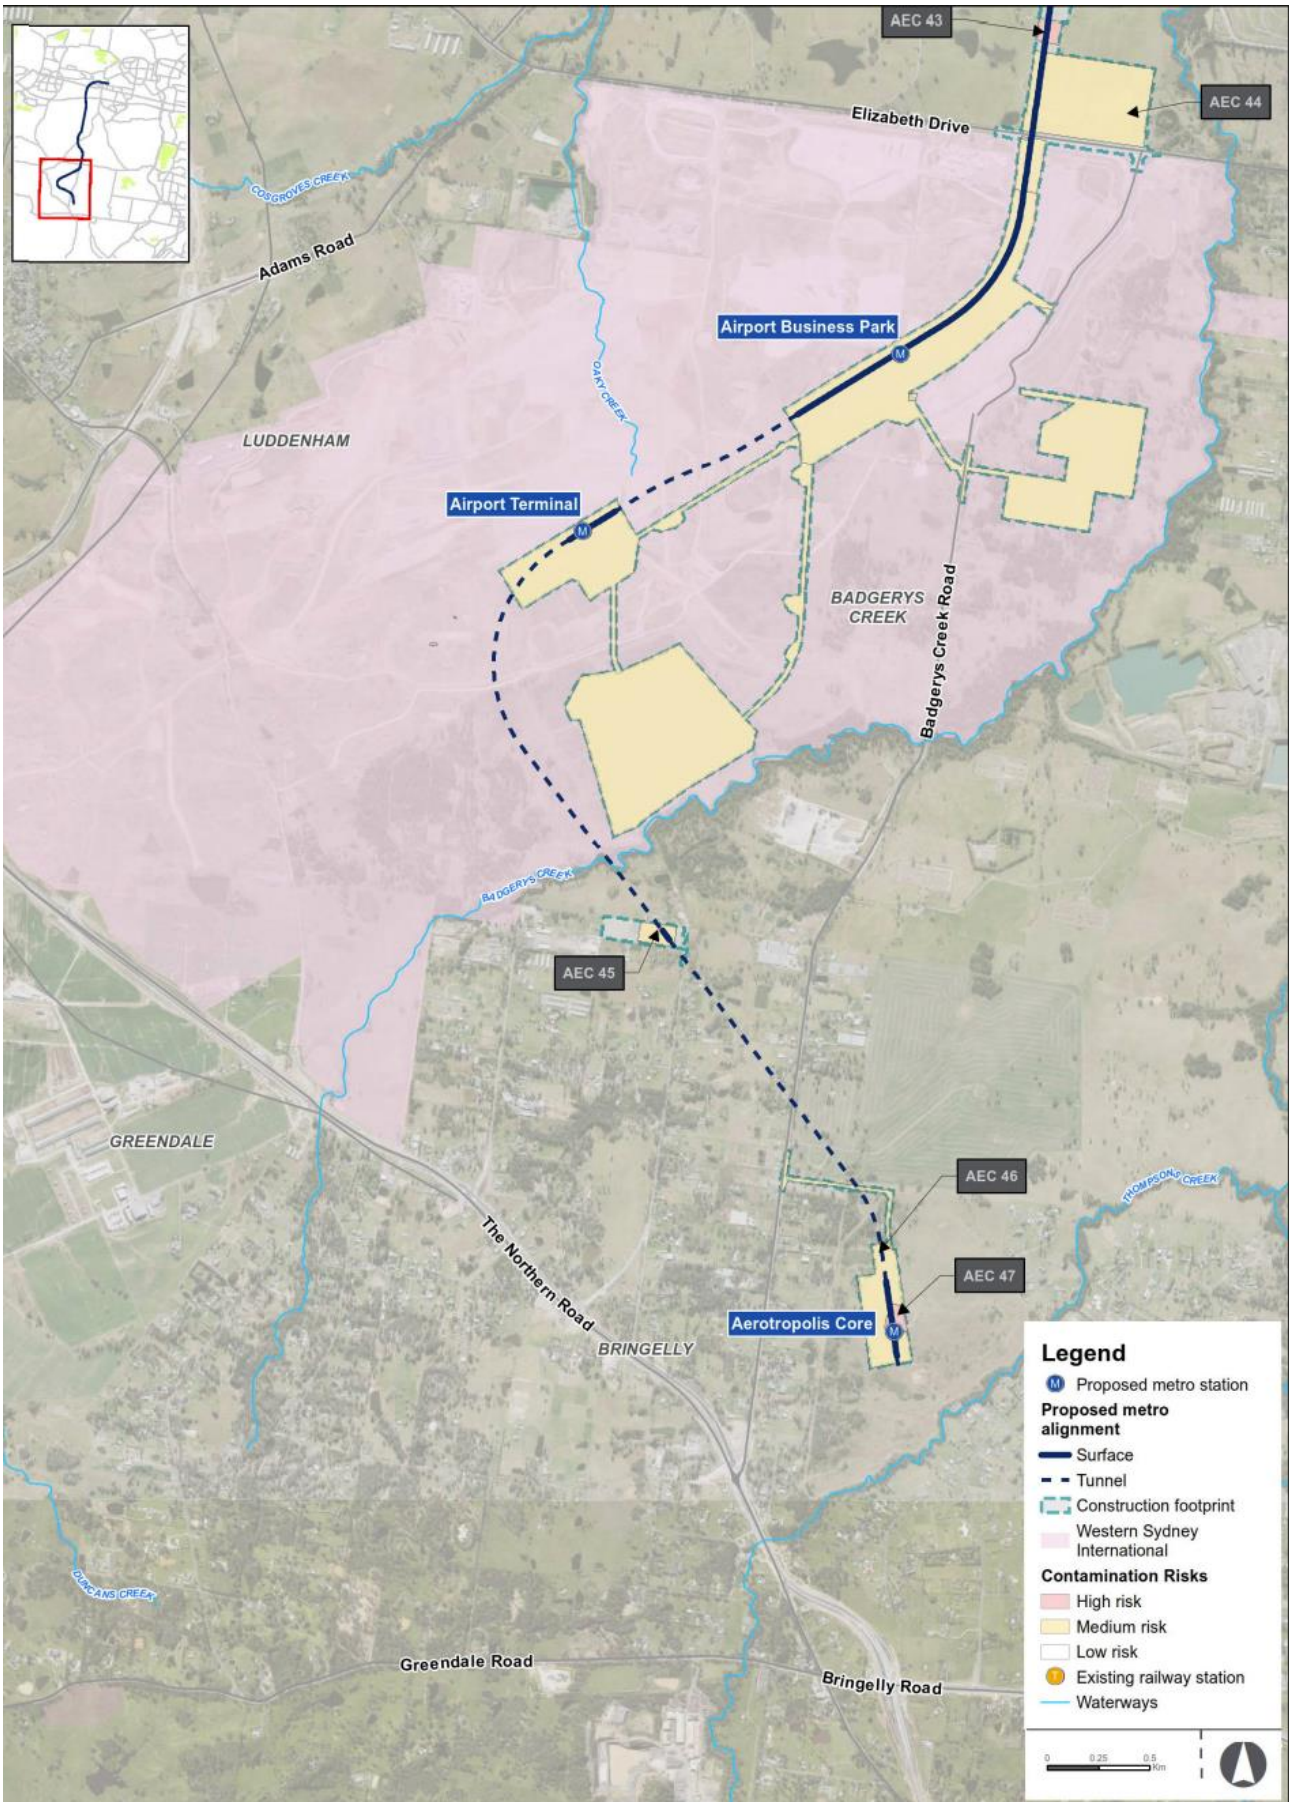 AEC 43
AEC 44
Elizabeth Drive
COSGROVES CREEK
Adams Road
Airport Business Park
M
OAKY CREEK
LUDDENHAM
Airport Terminal
M
BADGERYS
CREEK
Badgerys Creek Road
BADGERYS CREEK
AEC 45
GREENDALE
AEC 46
THOMPSONS CREEK
The Northern Road
AEC 47
Aerotropolis Core
M
BRINGELLY
DUNCANS CREEK
Greendale Road
Bringelly Road
Legend
M Proposed metro station
Proposed metro
alignment
Surface
Tunnel
Construction footprint
Western Sydney
International
Contamination Risks
High risk
Medium risk
Low risk
T Existing railway station
Waterways
0 0.25 0.5
Km